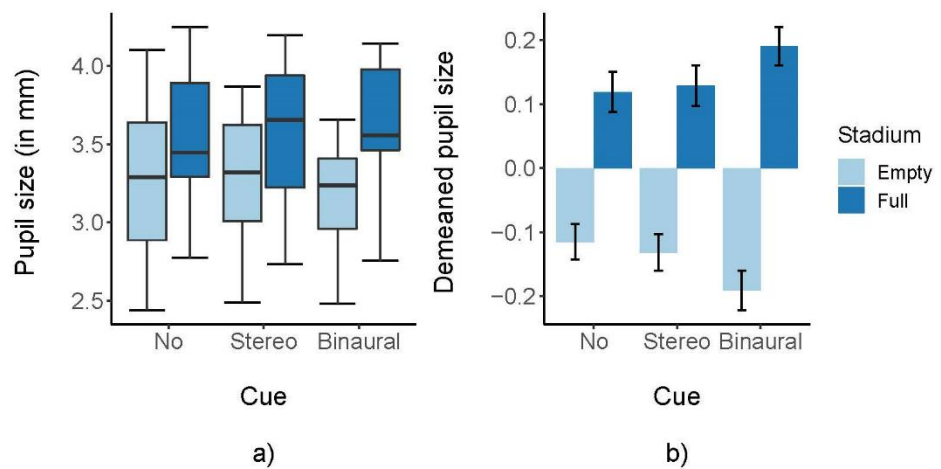 Pupil size (in mm)
4.0
3.5
3.0
2.5
No Stereo Binaural
Cue
a)
Demeaned pupil size
0.2
0.1
0.0
−0.1
−0.2
No Stereo Binaural
Cue
b)
Stadium
Empty
Full